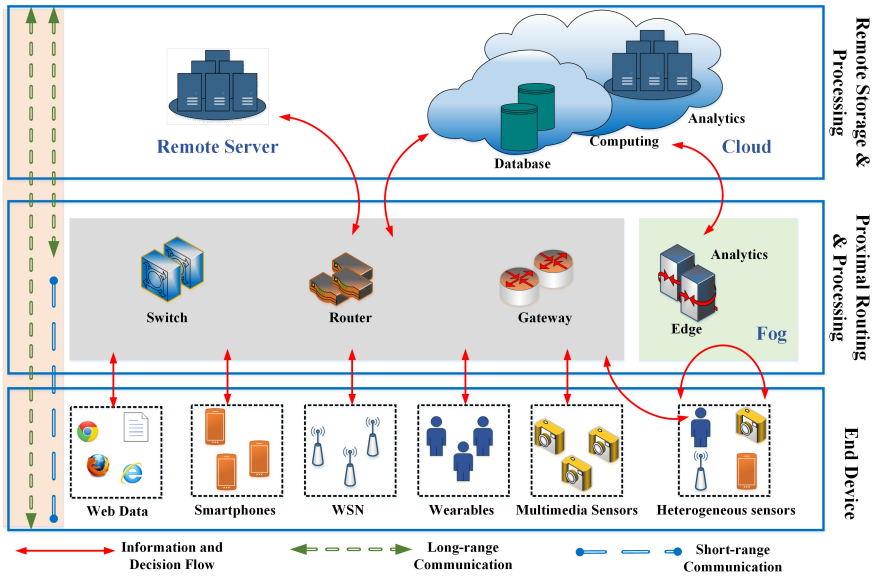 Remote Server
Database
Computing
Analytics
Cloud
Remote Storage &
Processing
Switch
Router
Gateway
Analytics
Edge
Fog
Proximal Routing
& Processing
Web Data
Smartphones
WSN
Wearables
Multimedia Sensors
Heterogeneous sensors
End Device
Information and
Decision Flow
Long-range
Communication
Short-range
Communication